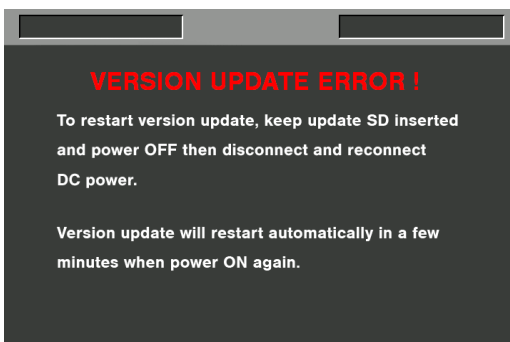 VERSION UPDATE ERROR !
To restart version update, keep update SD inserted
and power OFF then disconnect and reconnect
DC power.
Version update will restart automatically in a few
minutes when power ON again.